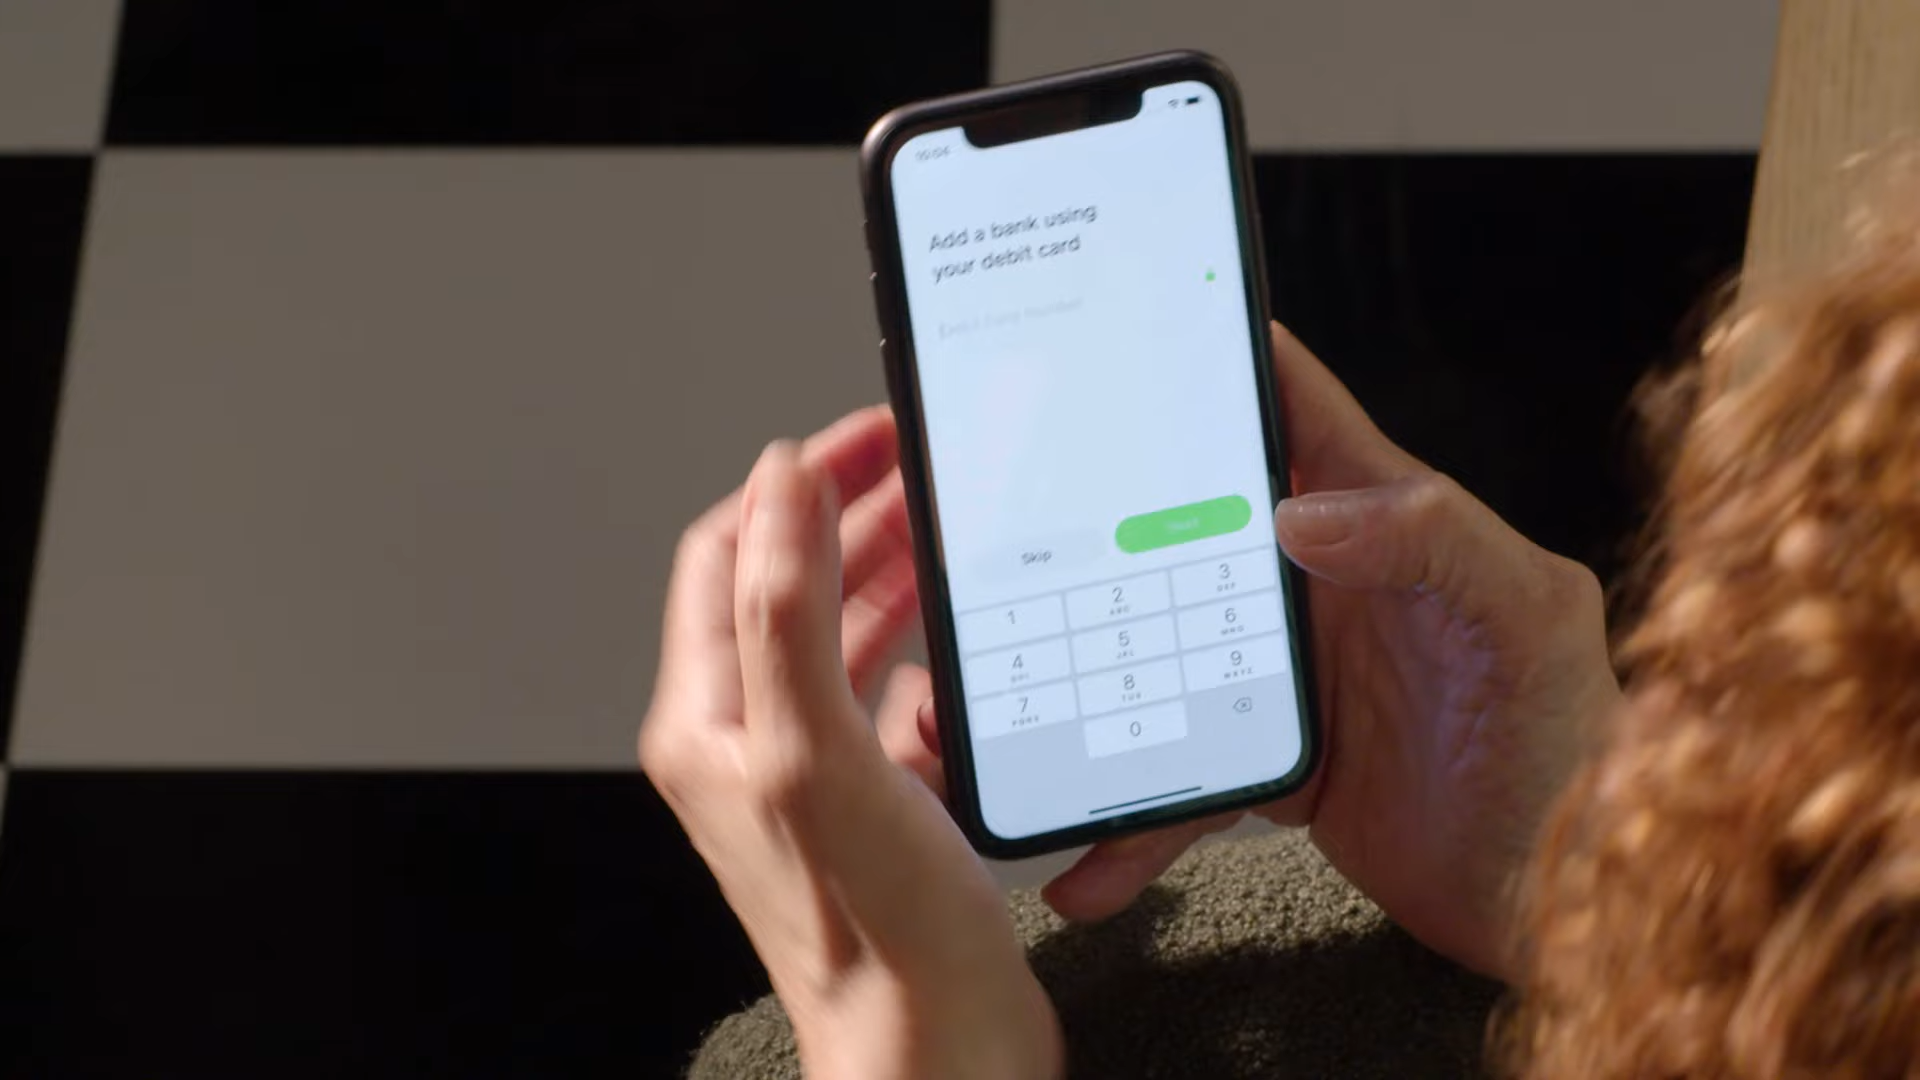 Add a bank using
your debit card
Skip
1
2
ABC
3
DEF
4
GHI
5
JKL
6
MNO
7
PQRS
8
TUV
9
WXYZ
0